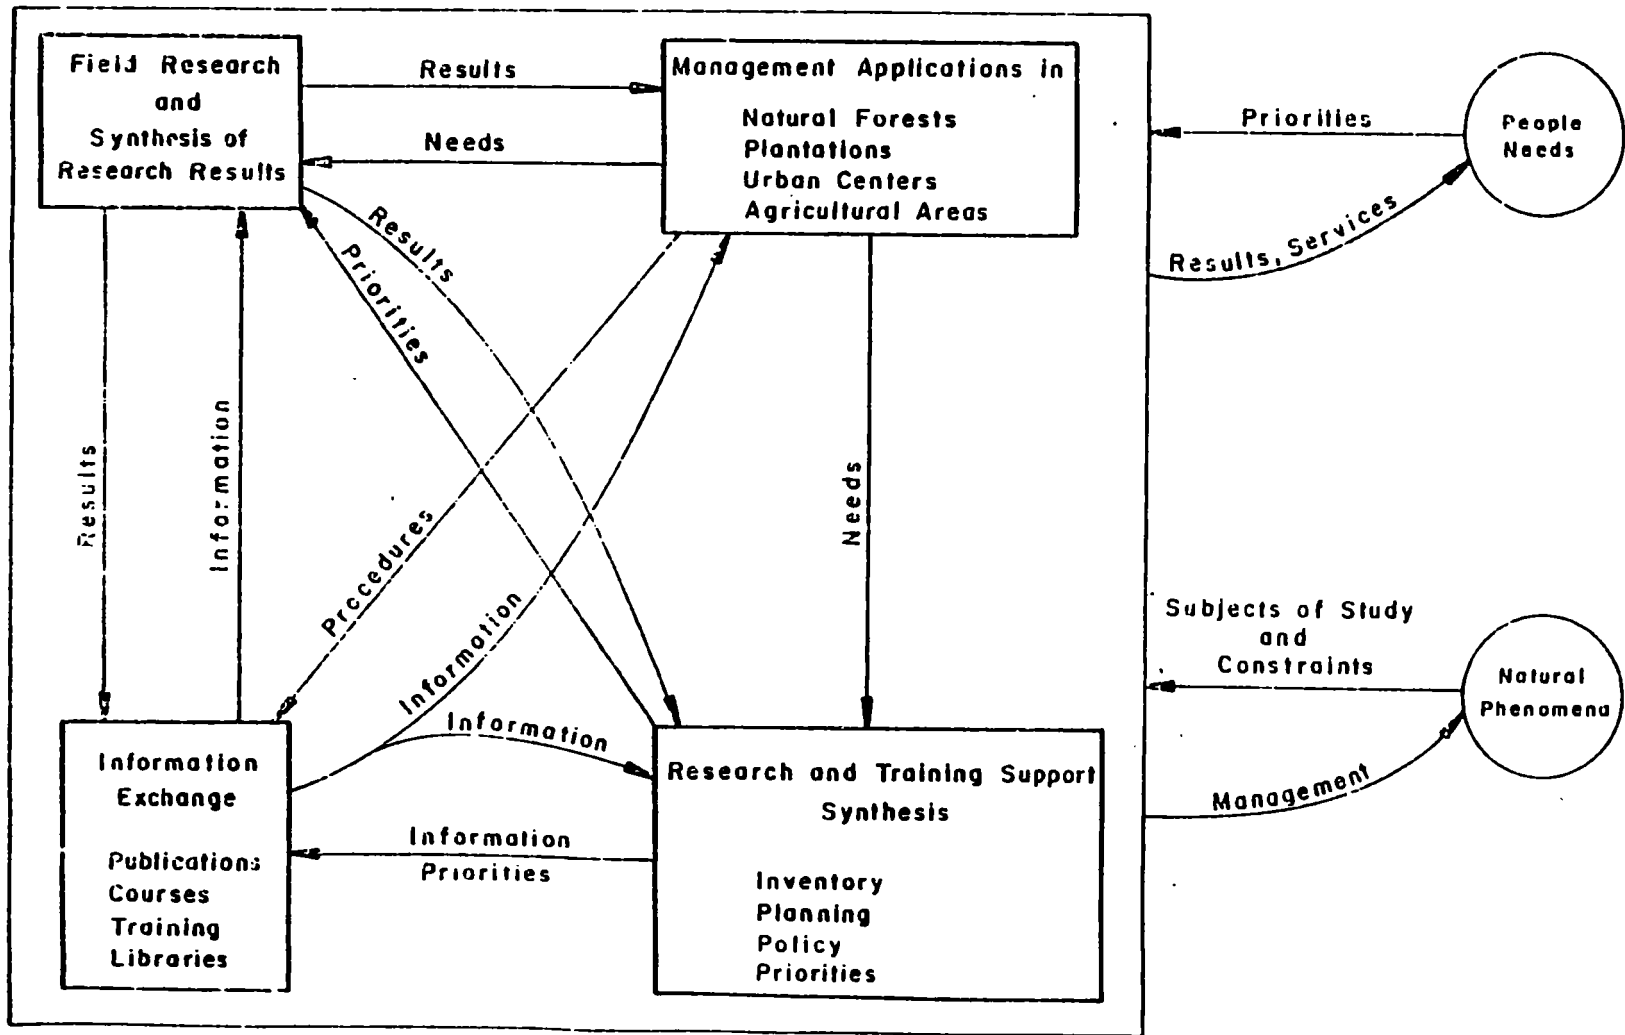 Field Research
and
Synthesis of
Research Results
Results
Needs
Management Applications in
Natural Forests
Plantations
Urban Centers
Agricultural Areas
Priorities
People
Needs
Results, Services
Results
Priorities
Results
Information
Procedures
Information
Needs
Information
Subjects of Study
and
Constraints
Natural
Phenomena
Management
Information
Exchange
Publications
Courses
Training
Libraries
Information
Priorities
Research and Training Support
Synthesis
Inventory
Planning
Policy
Priorities